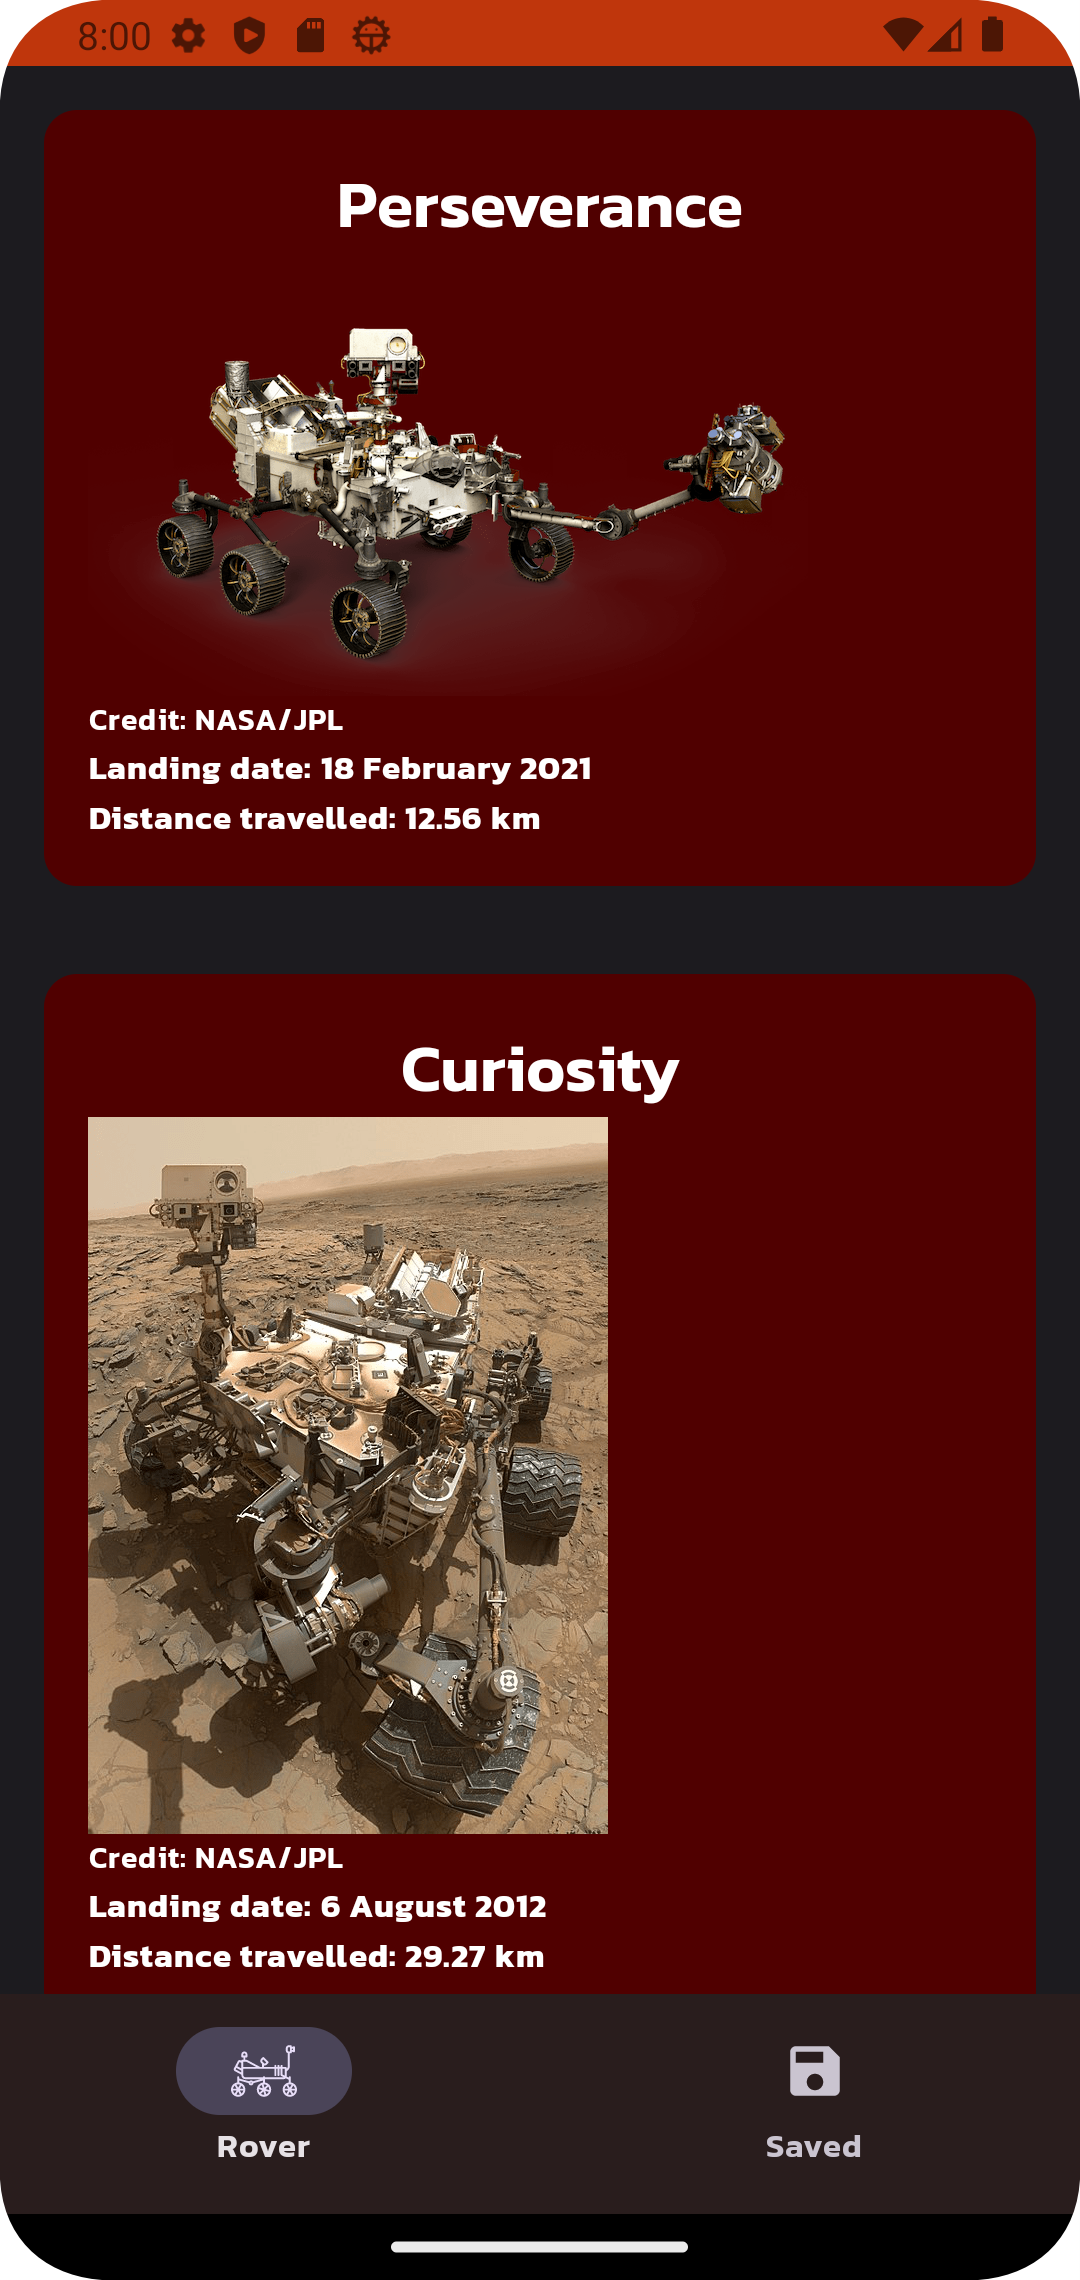 8:00
Perseverance
Credit: NASA/JPL
Landing date: 18 February 2021
Distance travelled: 12.56 km
Curiosity
Credit: NASA/JPL
Landing date: 6 August 2012
Distance travelled: 29.27 km
Rover
Saved